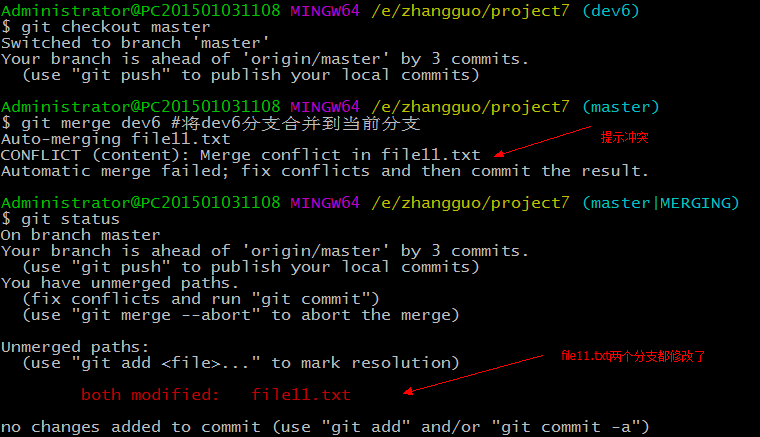 Administrator@PC201501031108 MINGW64 /e/zhangguo/project7 (dev6)
$ git checkout master
Switched to branch 'master'
Your branch is ahead of 'origin/master' by 3 commits.
  (use "git push" to publish your local commits)
Administrator@PC201501031108 MINGW64 /e/zhangguo/project7 (master)
$ git merge dev6 #将dev6分支合并到当前分支
Auto-merging file11.txt
提示冲突
CONFLICT (content): Merge conflict in file11.txt
Automatic merge failed; fix conflicts and then commit the result.
Administrator@PC201501031108 MINGW64 /e/zhangguo/project7 (master|MERGING)
$ git status
On branch master
Your branch is ahead of 'origin/master' by 3 commits.
  (use "git push" to publish your local commits)
You have unmerged paths.
  (fix conflicts and run "git commit")
  (use "git merge --abort" to abort the merge)
Unmerged paths:
  (use "git add <file>..." to mark resolution)
file11.txt两个分支都修改了
        both modified:   file11.txt
no changes added to commit (use "git add" and/or "git commit -a")